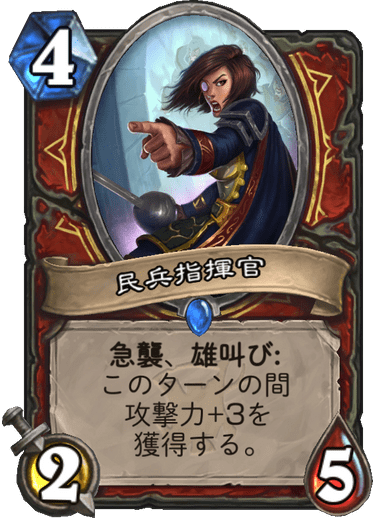 4
民兵指揮官
急襲、雄叫び:
このターンの間
攻撃力+3を
獲得する。
2
5